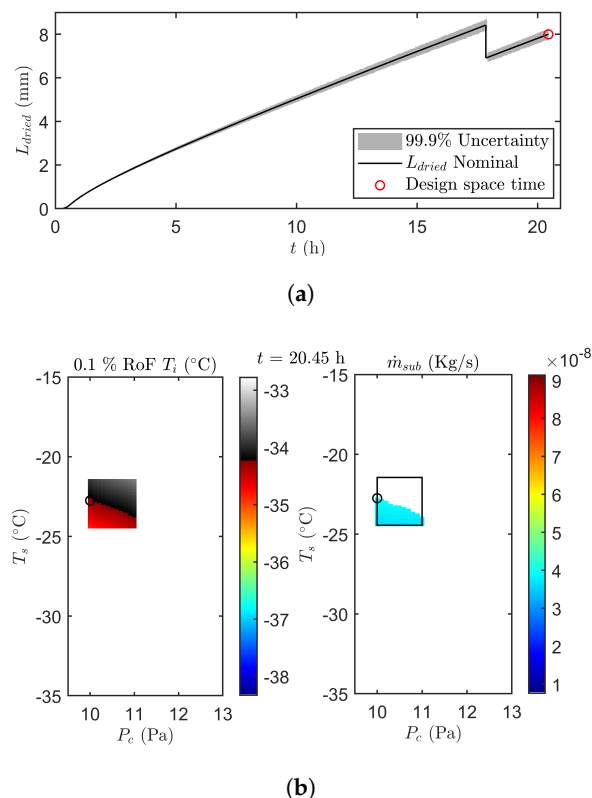 8
6
4
2
0
L_dried (mm)
99.9% Uncertainty
L_dried Nominal
Design space time
0 5 10 15 20
t (h)
(a)
0.1 % RoF T_i (°C) t = 20.45 h ṁ_sub (Kg/s) ×10^-8
-15 -33 -15 9
-34 8
-20 -20 7
-35 6
T_s (°C) -25 -36 T_s (°C) -25 5
4
-30 -37 -30 3
-38 2
-35 -35 1
10 11 12 13 10 11 12 13
P_c (Pa) P_c (Pa)
(b)